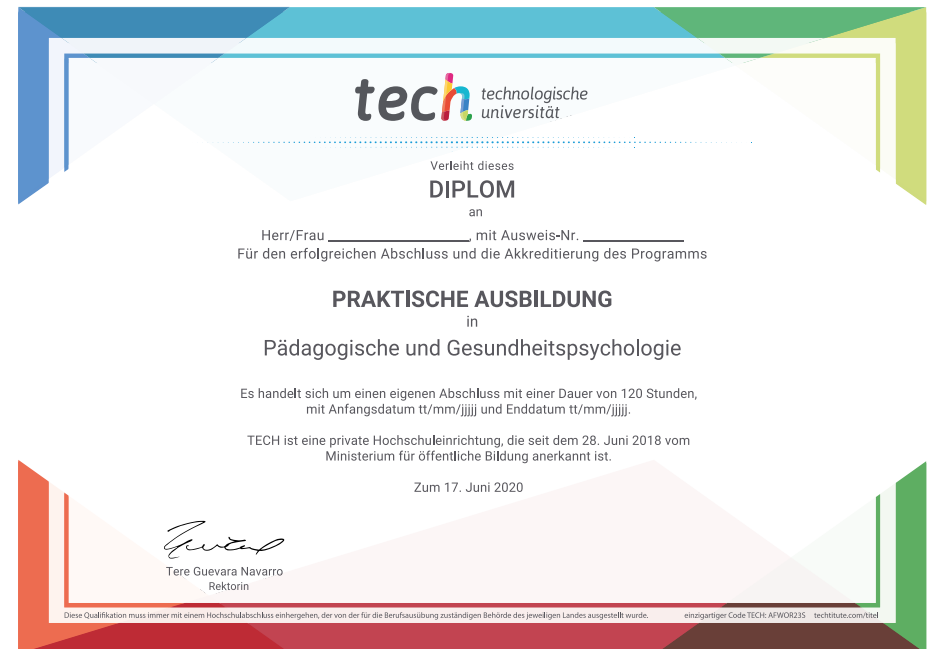 tech technologische
universität
Verleiht dieses
DIPLOM
an
Herr/Frau ____________________, mit Ausweis-Nr. ______________
Für den erfolgreichen Abschluss und die Akkreditierung des Programms
PRAKTISCHE AUSBILDUNG
in
Pädagogische und Gesundheitspsychologie
Es handelt sich um einen eigenen Abschluss mit einer Dauer von 120 Stunden,
mit Anfangsdatum tt/mm/jjjjj und Enddatum tt/mm/jjjjj.
TECH ist eine private Hochschuleinrichtung, die seit dem 28. Juni 2018 vom
Ministerium für öffentliche Bildung anerkannt ist.
Zum 17. Juni 2020
Tere Guevara Navarro
Rektorin
Diese Qualifikation muss immer mit einem Hochschulabschluss einhergehen, der von der für die Berufsausübung zuständigen Behörde des jeweiligen Landes ausgestellt wurde. einzigartiger Code TECH: AFWOR23S techtitute.com/titel